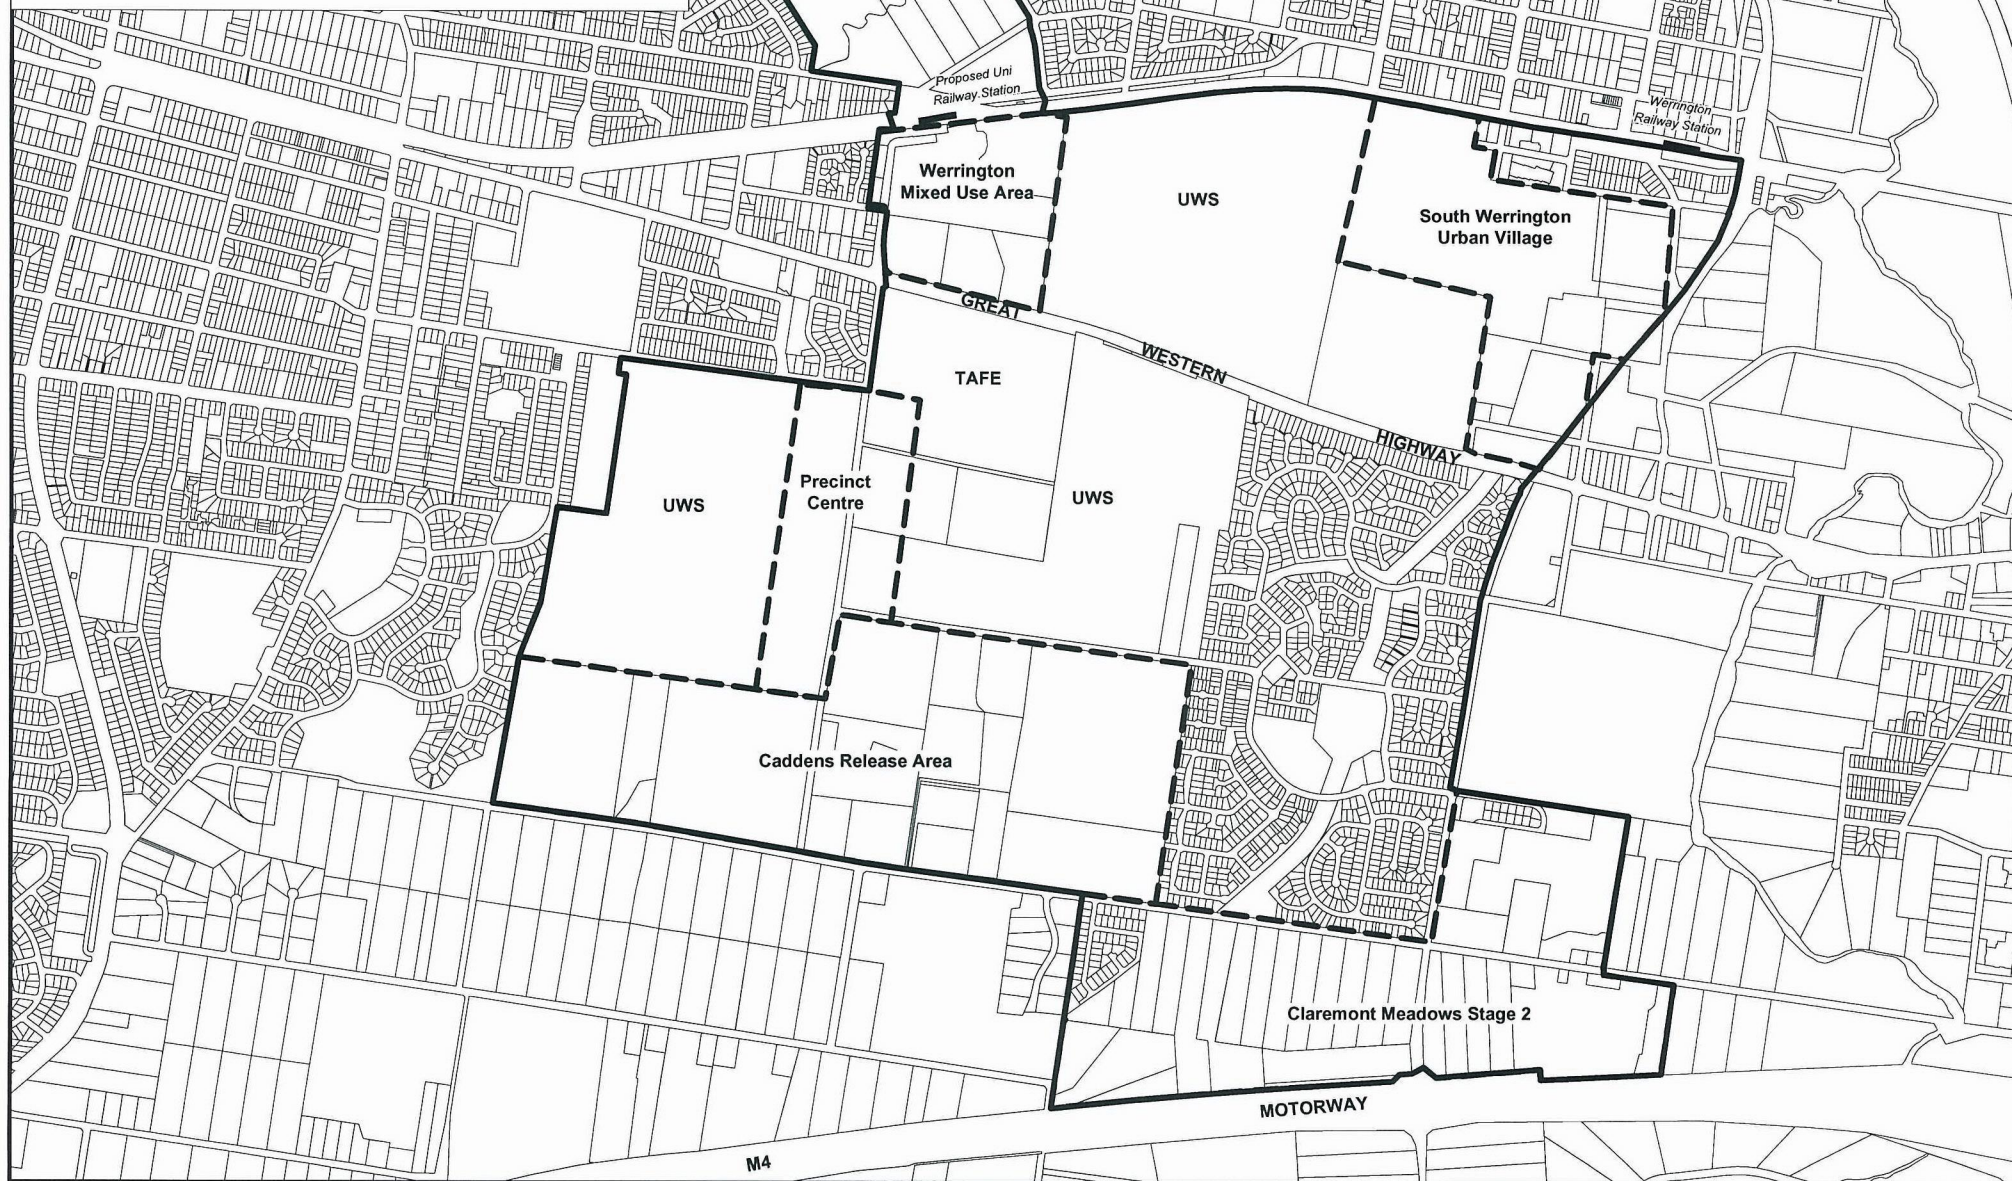 Proposed Uni
Railway Station
Werrington
Railway Station
Werrington
Mixed Use Area
UWS
South Werrington
Urban Village
GREAT
WESTERN
HIGHWAY
TAFE
Precinct
Centre
UWS
UWS
Caddens Release Area
Claremont Meadows Stage 2
MOTORWAY
M4